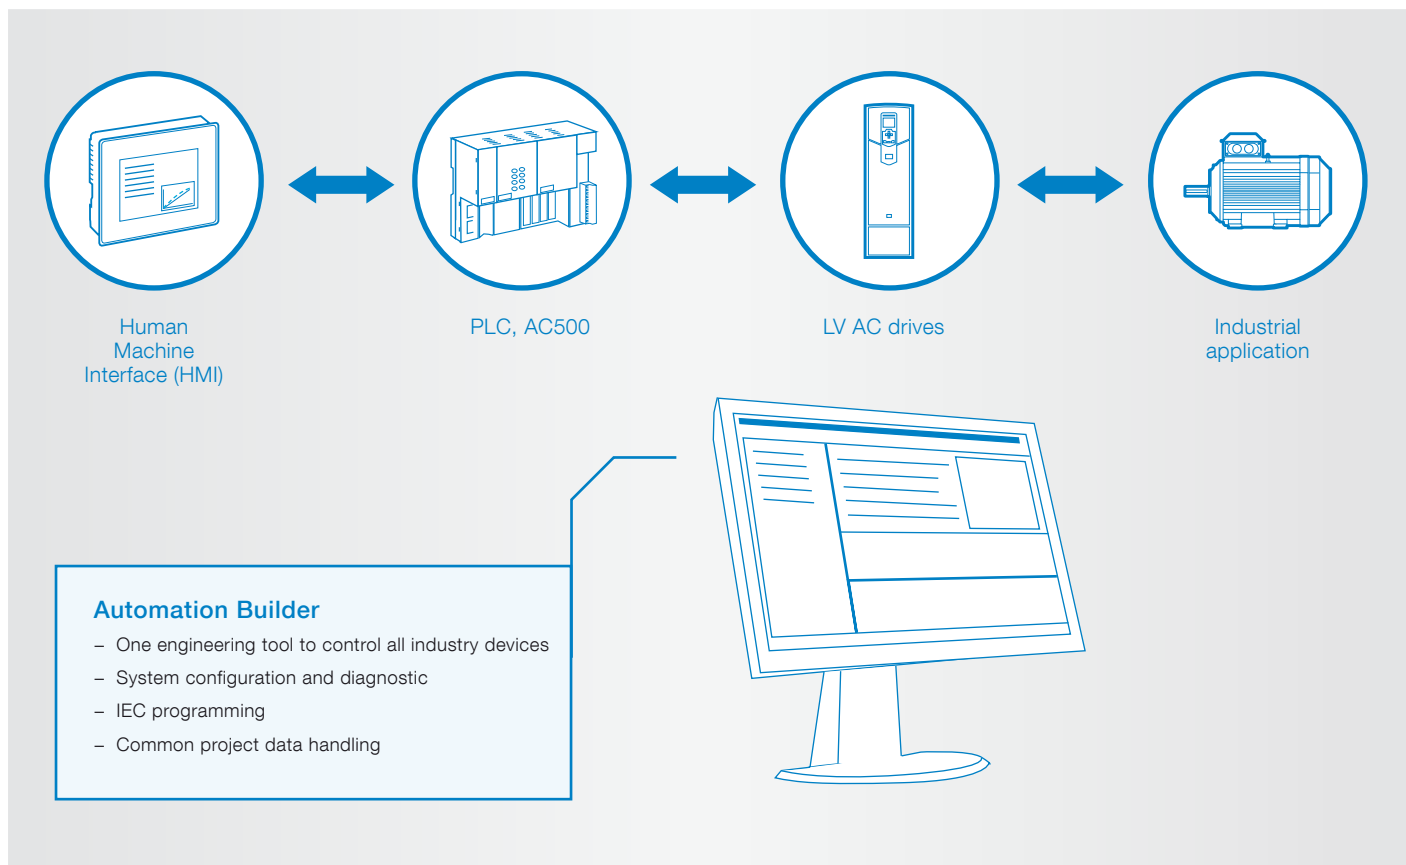 Human
Machine
Interface (HMI)
PLC, AC500
LV AC drives
Industrial
application
Automation Builder
– One engineering tool to control all industry devices
– System configuration and diagnostic
– IEC programming
– Common project data handling